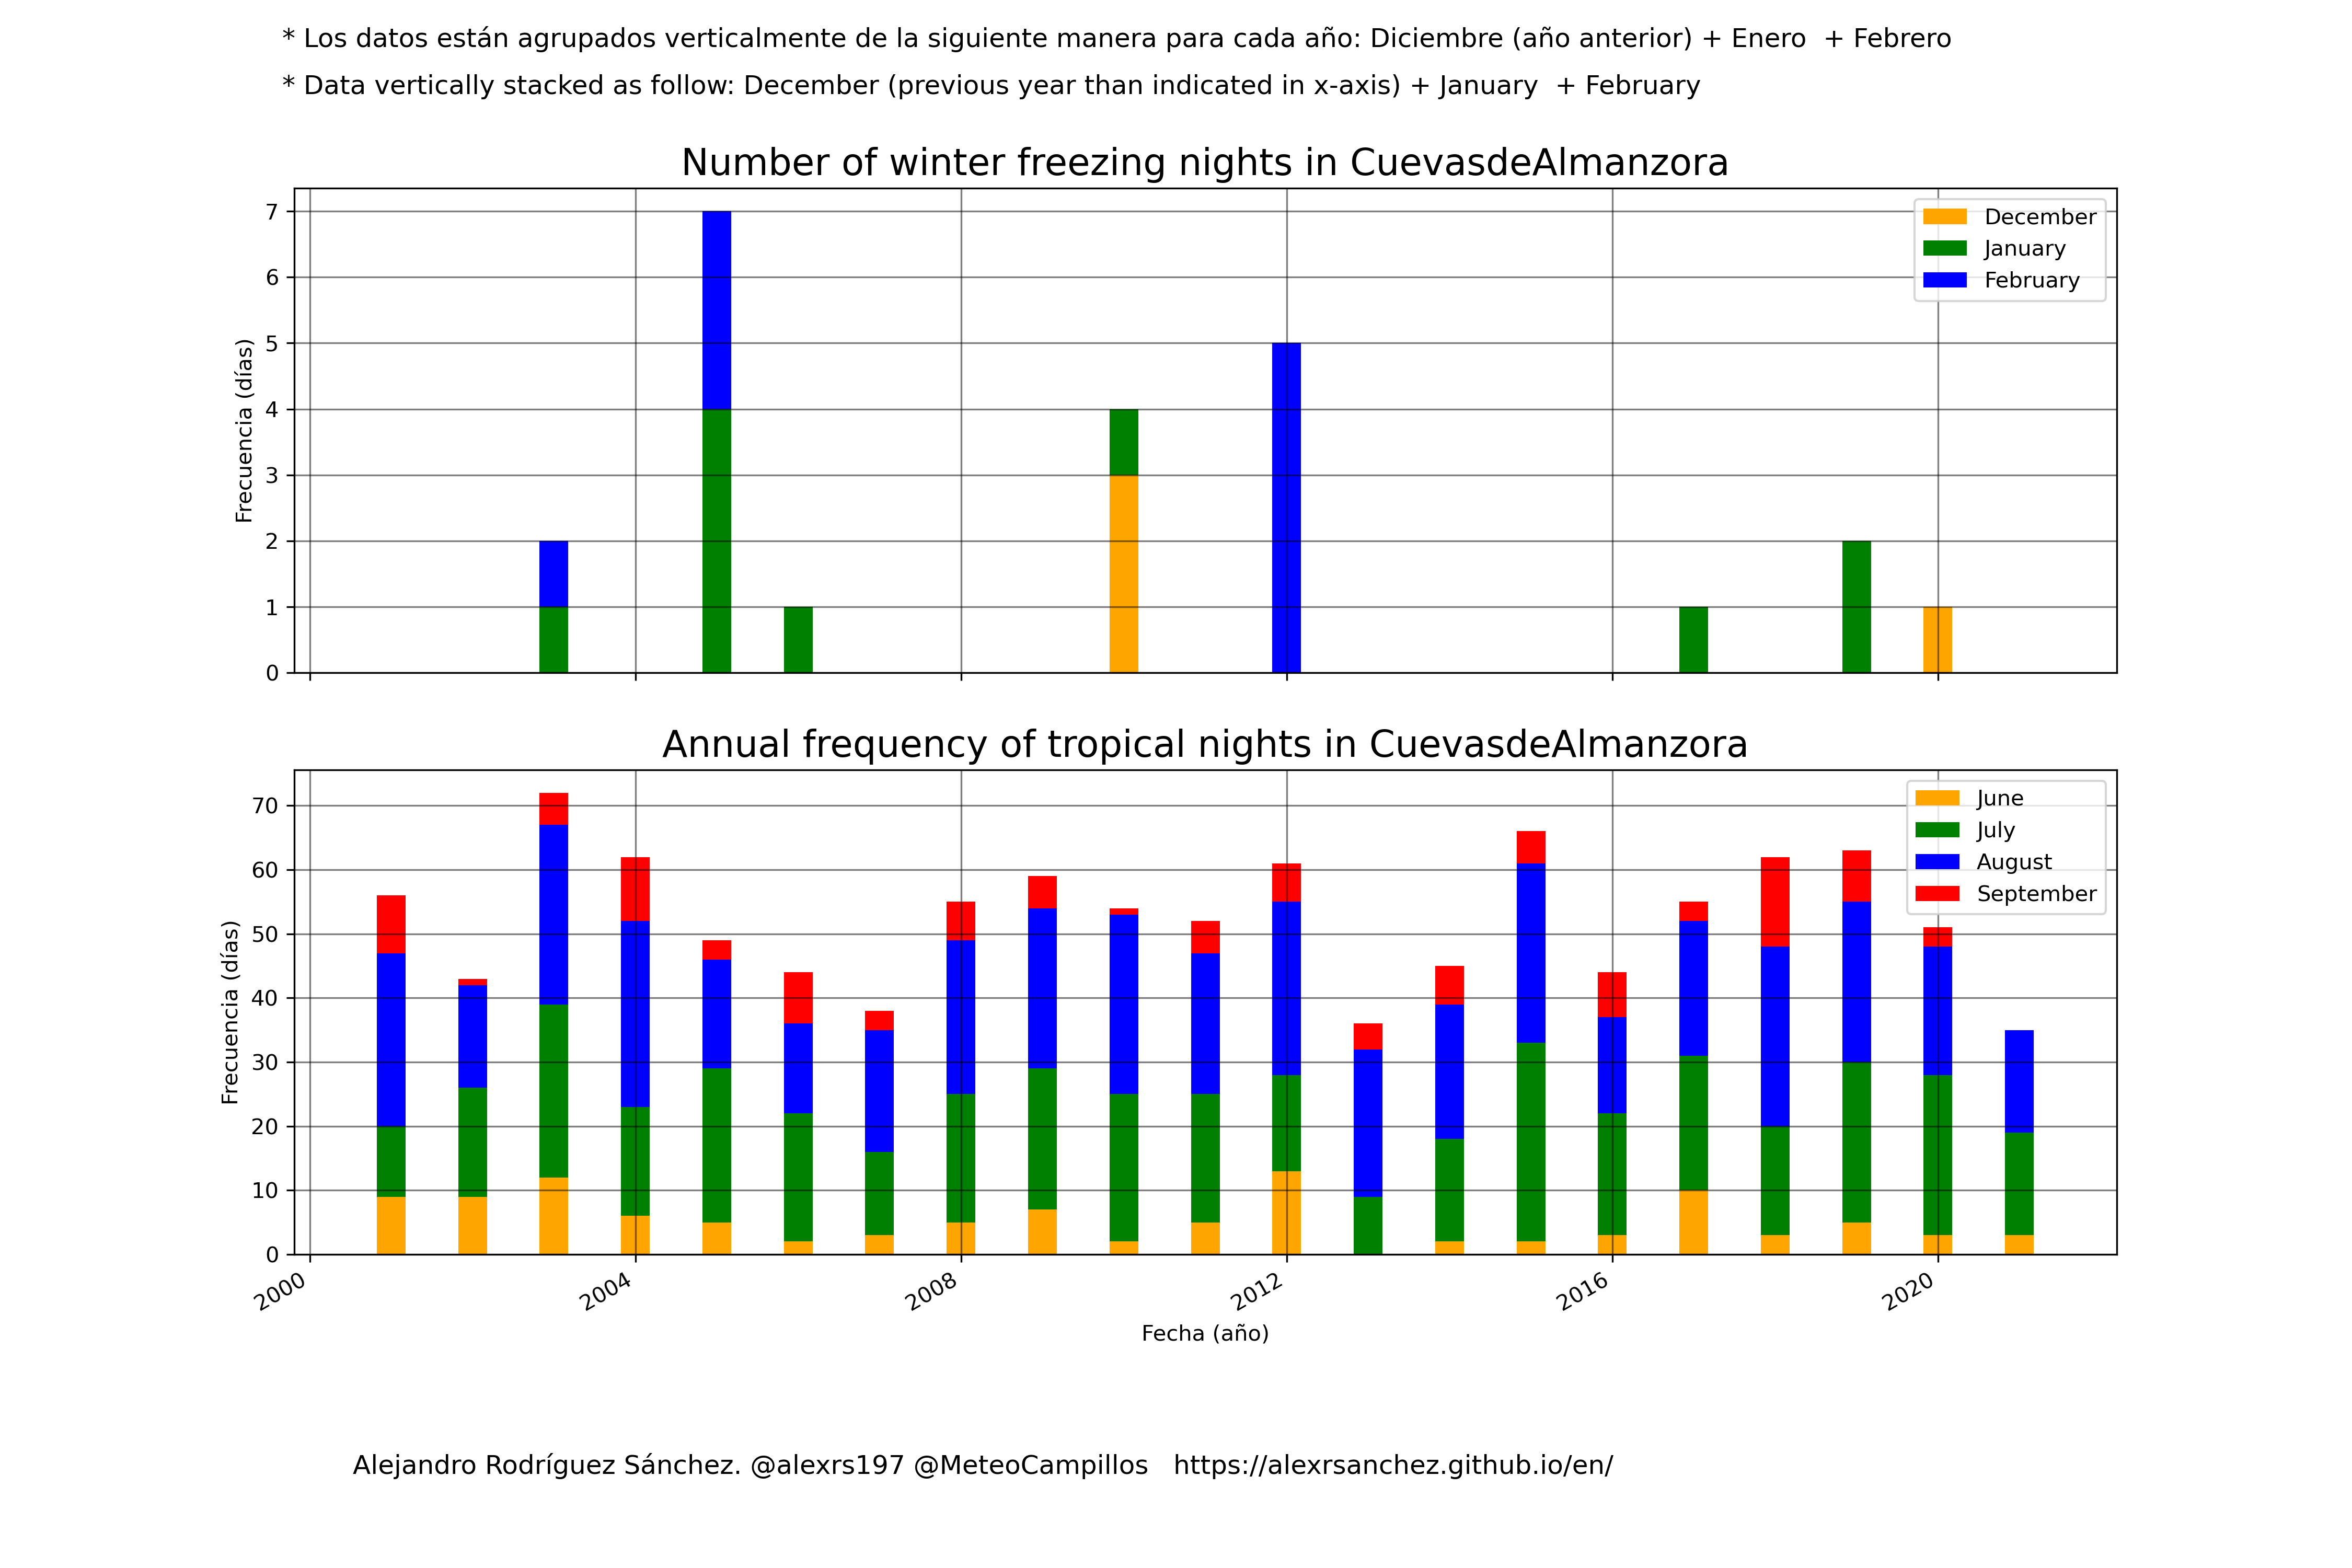 * Los datos están agrupados verticalmente de la siguiente manera para cada año: Diciembre (año anterior) + Enero  + Febrero
* Data vertically stacked as follow: December (previous year than indicated in x-axis) + January  + February
Number of winter freezing nights in CuevasdeAlmanzora
Frecuencia (días)
7
6
5
4
3
2
1
0
December
January
February
Annual frequency of tropical nights in CuevasdeAlmanzora
Frecuencia (días)
70
60
50
40
30
20
10
0
June
July
August
September
2000
2004
2008
2012
2016
2020
Fecha (año)
Alejandro Rodríguez Sánchez. @alexrs197 @MeteoCampillos   https://alexrsanchez.github.io/en/